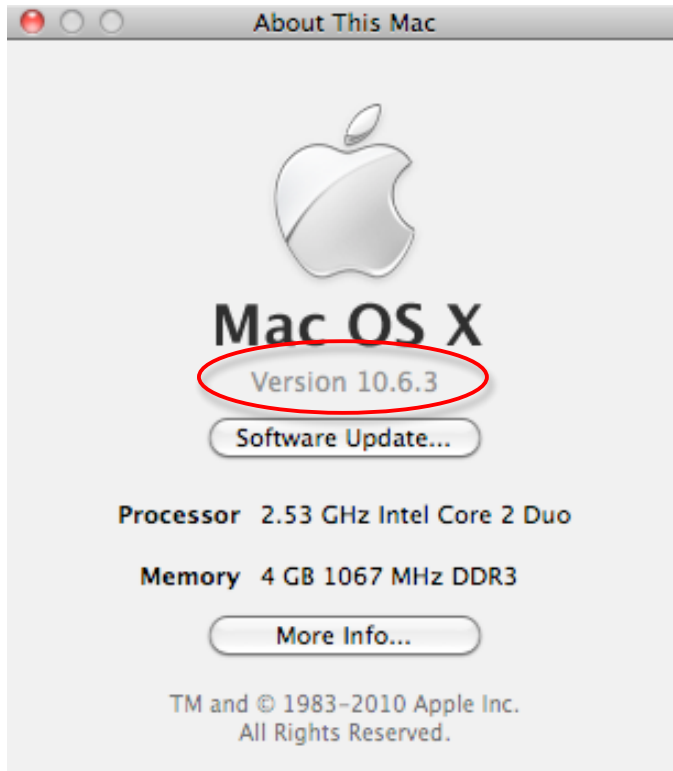 About This Mac
Mac OS X
Version 10.6.3
Software Update...
Processor 2.53 GHz Intel Core 2 Duo
Memory 4 GB 1067 MHz DDR3
More Info...
TM and © 1983–2010 Apple Inc.
All Rights Reserved.